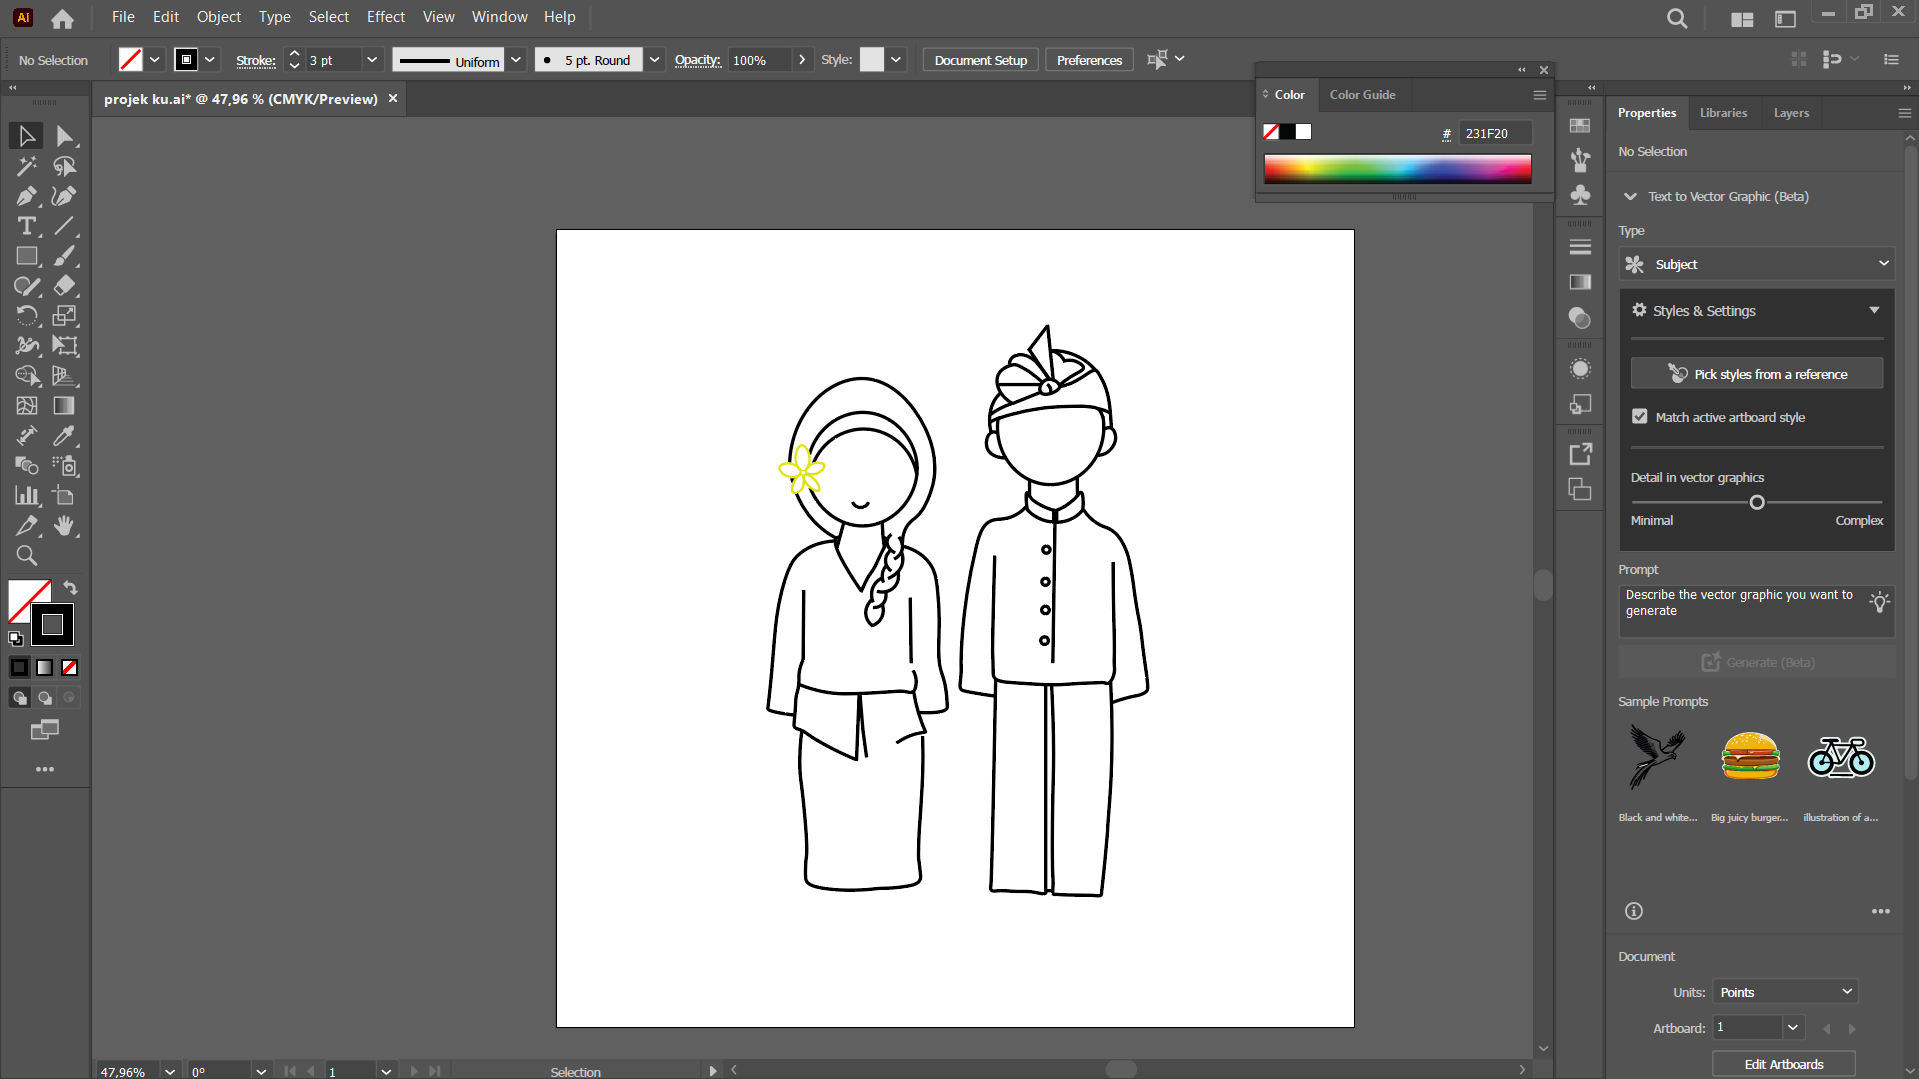 Ai File Edit Object Type Select Effect View Window Help
No Selection Stroke: 3 pt Uniform 5 pt. Round Opacity: 100% Style: Document Setup Preferences
projek ku.ai* @ 47,96 % (CMYK/Preview)
Color Color Guide
# 231F20
Properties Libraries Layers
No Selection
Text to Vector Graphic (Beta)
Type
Subject
Styles & Settings
Pick styles from a reference
Match active artboard style
Detail in vector graphics
Minimal Complex
Prompt
Describe the vector graphic you want to
generate
Generate (Beta)
Sample Prompts
Black and white... Big juicy burger... illustration of a...
Document
Units: Points
Artboard: 1
Edit Artboards
47,96% 0° 1 Selection